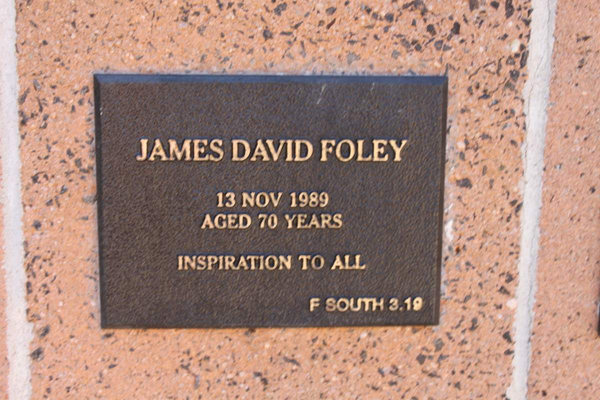 JAMES DAVID FOLEY
13 NOV 1989
AGED 70 YEARS
INSPIRATION TO ALL
F SOUTH 3.19